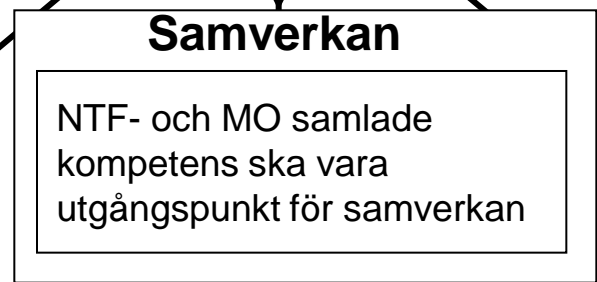 Samverkan
NTF- och MO samlade
kompetens ska vara
utgångspunkt för samverkan